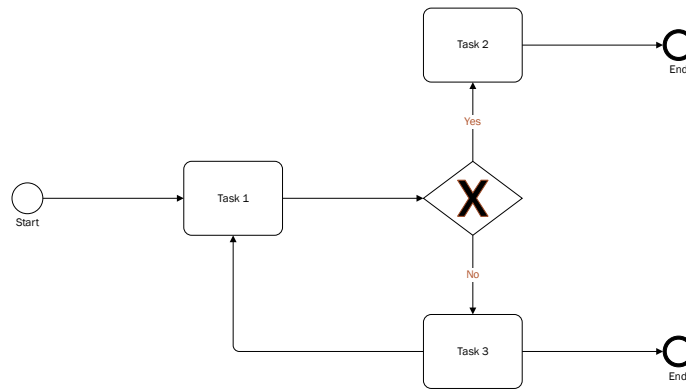 Task 2
End
Yes
Task 1
X
Start
No
Task 3
End